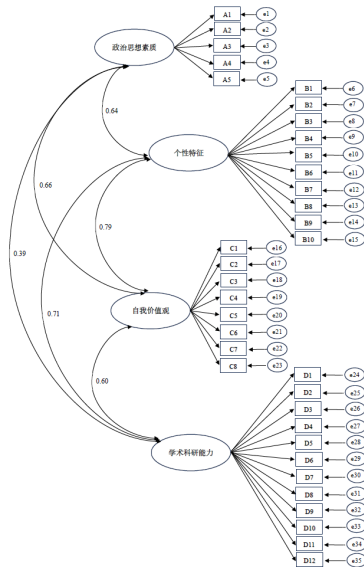 A1 e1
A2 e2
政治思想素质 A3 e3
A4 e4
A5 e5
0.64
B1 e6
B2 e7
B3 e8
B4 e9
个性特征 B5 e10
B6 e11
0.66
B7 e12
B8 e13
0.79
B9 e14
B10 e15
0.39
C1 e16
C2 e17
C3 e18
C4 e19
自我价值观 C5 e20
0.71
C6 e21
C7 e22
C8 e23
D1 e24
0.60
D2 e25
D3 e26
D4 e27
D5 e28
学术科研能力 D6 e29
D7 e30
D8 e31
D9 e32
D10 e33
D11 e34
D12 e35